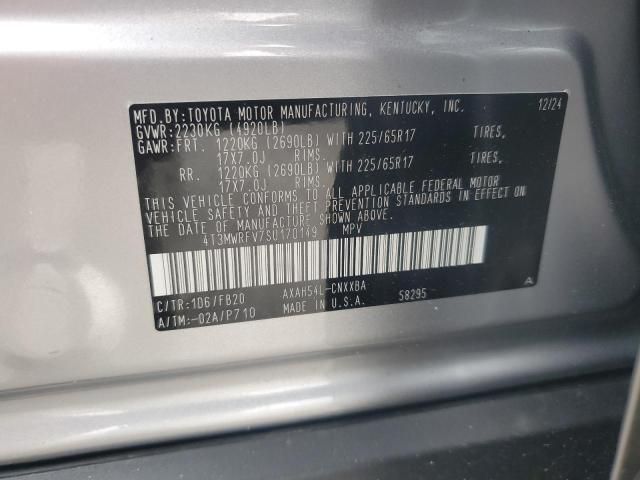 MFD. BY: TOYOTA MOTOR MANUFACTURING, KENTUCKY, INC. 12/24
GVWR: 2230KG (4920LB)
GAWR: FRT. 1220KG (2690LB) WITH 225/65R17 TIRES,
17X7.0J RIMS.
RR. 1220KG (2690LB) WITH 225/65R17 TIRES,
17X7.0J RIMS.
THIS VEHICLE CONFORMS TO ALL APPLICABLE FEDERAL MOTOR
VEHICLE SAFETY AND THEFT PREVENTION STANDARDS IN EFFECT ON
THE DATE OF MANUFACTURE SHOWN ABOVE.
4T3MWRFV7SU170169 MPV
C/TR: 1D6/FB20 AXAH54L-CNXXBA A
A/TM: -02A/P710 MADE IN U.S.A. 58295